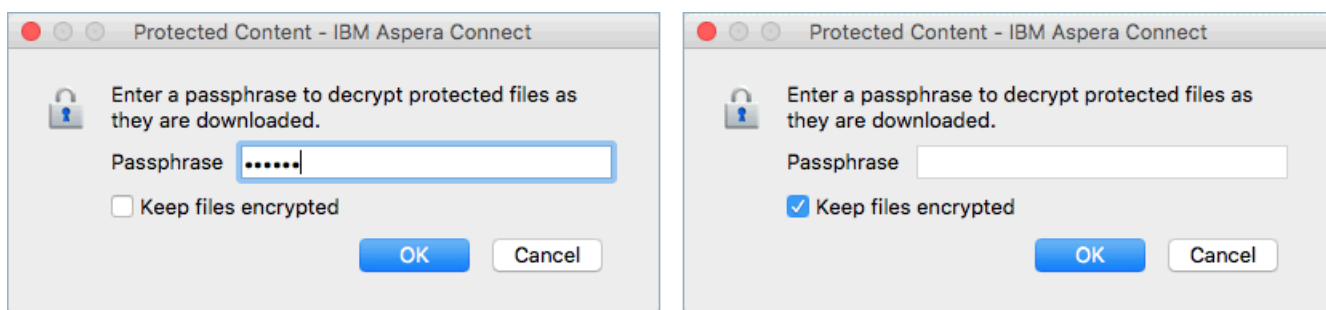 Protected Content - IBM Aspera Connect
Enter a passphrase to decrypt protected files as
they are downloaded.
Passphrase ••••••
Keep files encrypted
OK Cancel
Protected Content - IBM Aspera Connect
Enter a passphrase to decrypt protected files as
they are downloaded.
Passphrase
Keep files encrypted
OK Cancel